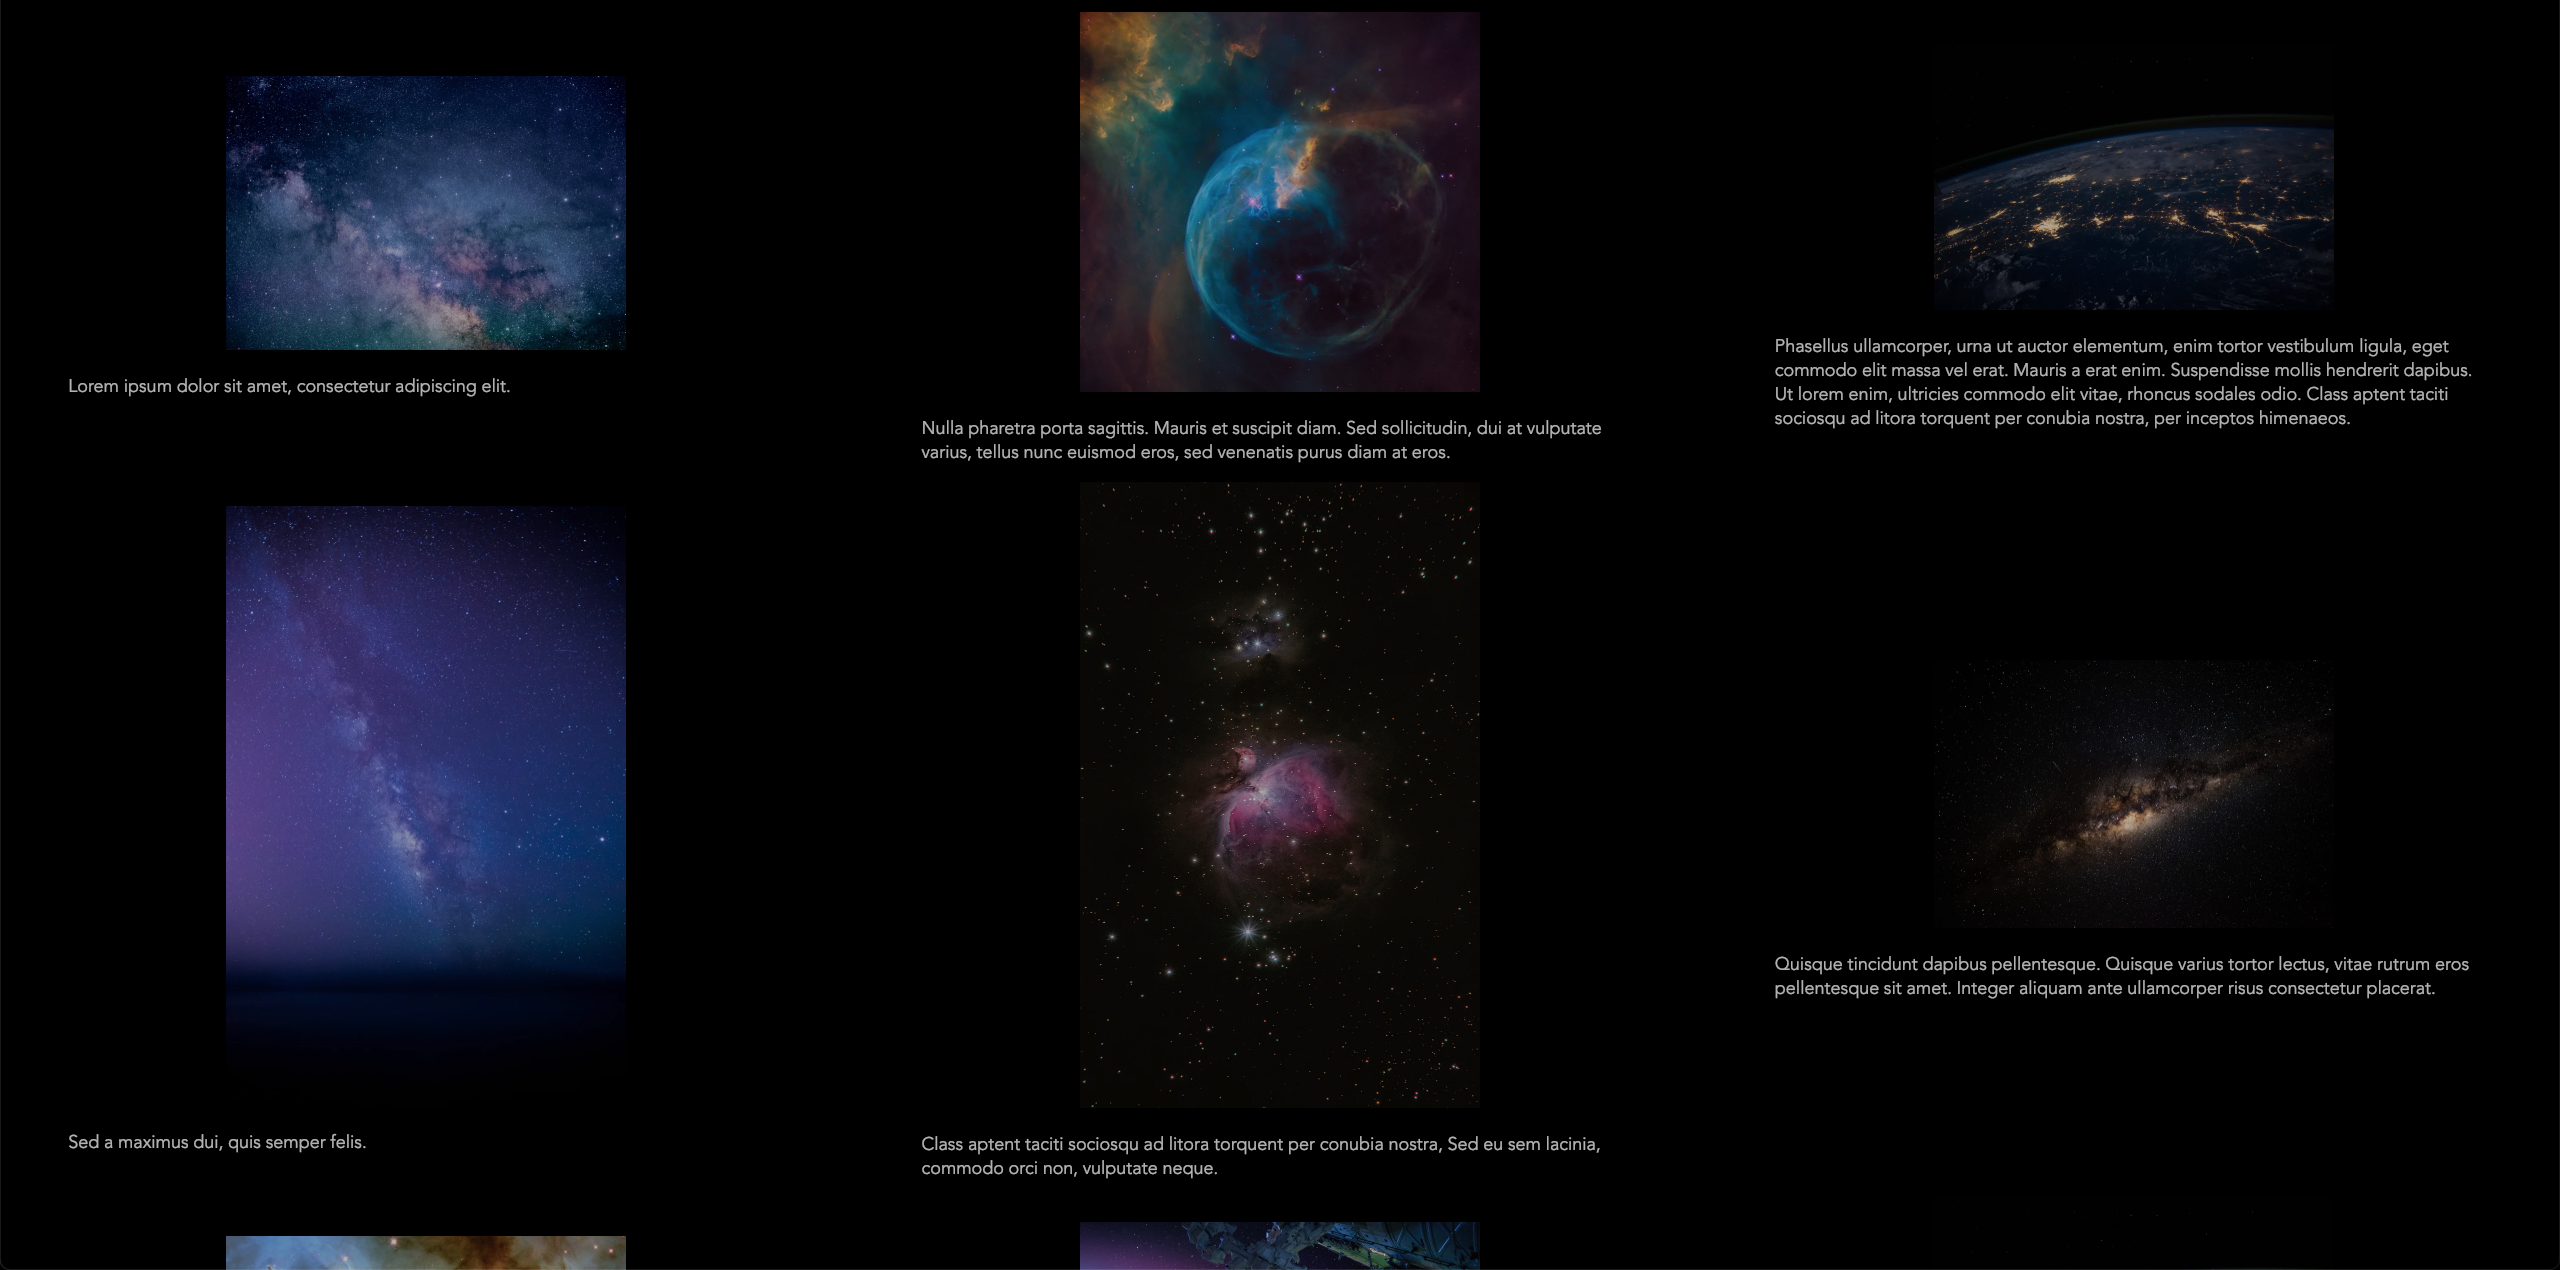 Lorem ipsum dolor sit amet, consectetur adipiscing elit.
Nulla pharetra porta sagittis. Mauris et suscipit diam. Sed sollicitudin, dui at vulputate
varius, tellus nunc euismod eros, sed venenatis purus diam at eros.
Phasellus ullamcorper, urna ut auctor elementum, enim tortor vestibulum ligula, eget
commodo elit massa vel erat. Mauris a erat enim. Suspendisse mollis hendrerit dapibus.
Ut lorem enim, ultricies commodo elit vitae, rhoncus sodales odio. Class aptent taciti
sociosqu ad litora torquent per conubia nostra, per inceptos himenaeos.
Sed a maximus dui, quis semper felis.
Class aptent taciti sociosqu ad litora torquent per conubia nostra, Sed eu sem lacinia,
commodo orci non, vulputate neque.
Quisque tincidunt dapibus pellentesque. Quisque varius tortor lectus, vitae rutrum eros
pellentesque sit amet. Integer aliquam ante ullamcorper risus consectetur placerat.